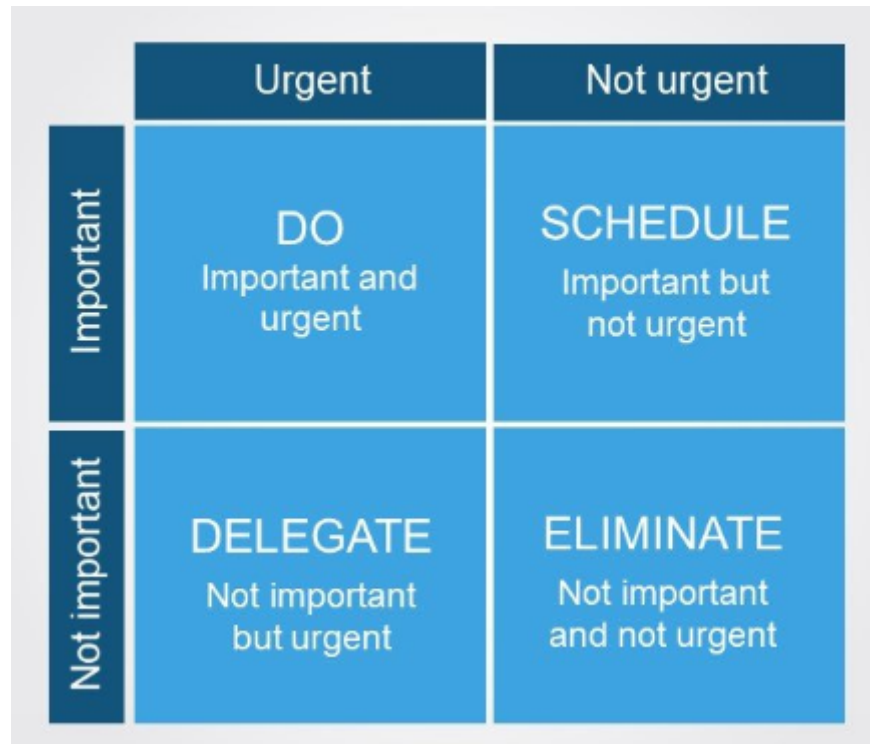 Urgent
Not urgent
Important
DO
Important and
urgent
SCHEDULE
Important but
not urgent
Not important
DELEGATE
Not important
but urgent
ELIMINATE
Not important
and not urgent